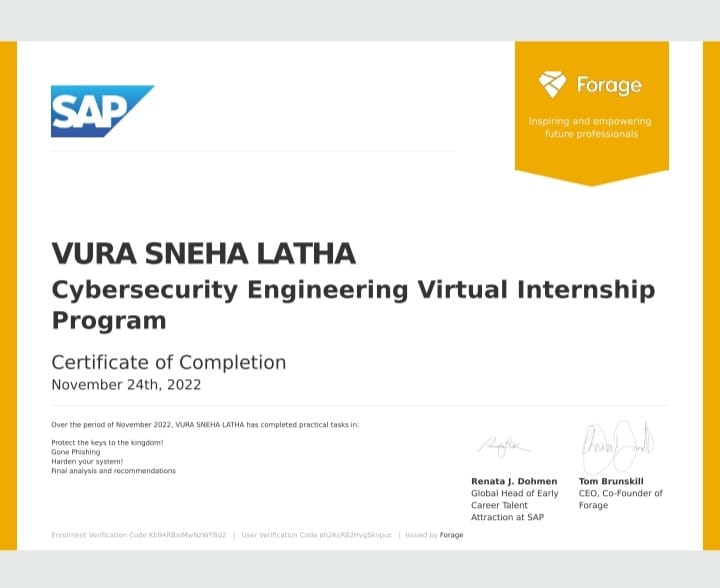 SAP
Forage
Inspiring and empowering
future professionals
VURA SNEHA LATHA
Cybersecurity Engineering Virtual Internship
Program
Certificate of Completion
November 24th, 2022
Over the period of November 2022, VURA SNEHA LATHA has completed practical tasks in:
Protect the keys to the kingdom!
Gone Phishing
Harden your system!
Final analysis and recommendations
Renata J. Dohmen
Global Head of Early
Career Talent
Attraction at SAP
Tom Brunskill
CEO, Co-Founder of
Forage
Enrolment Verification Code | User Verification Code | Issued by Forage